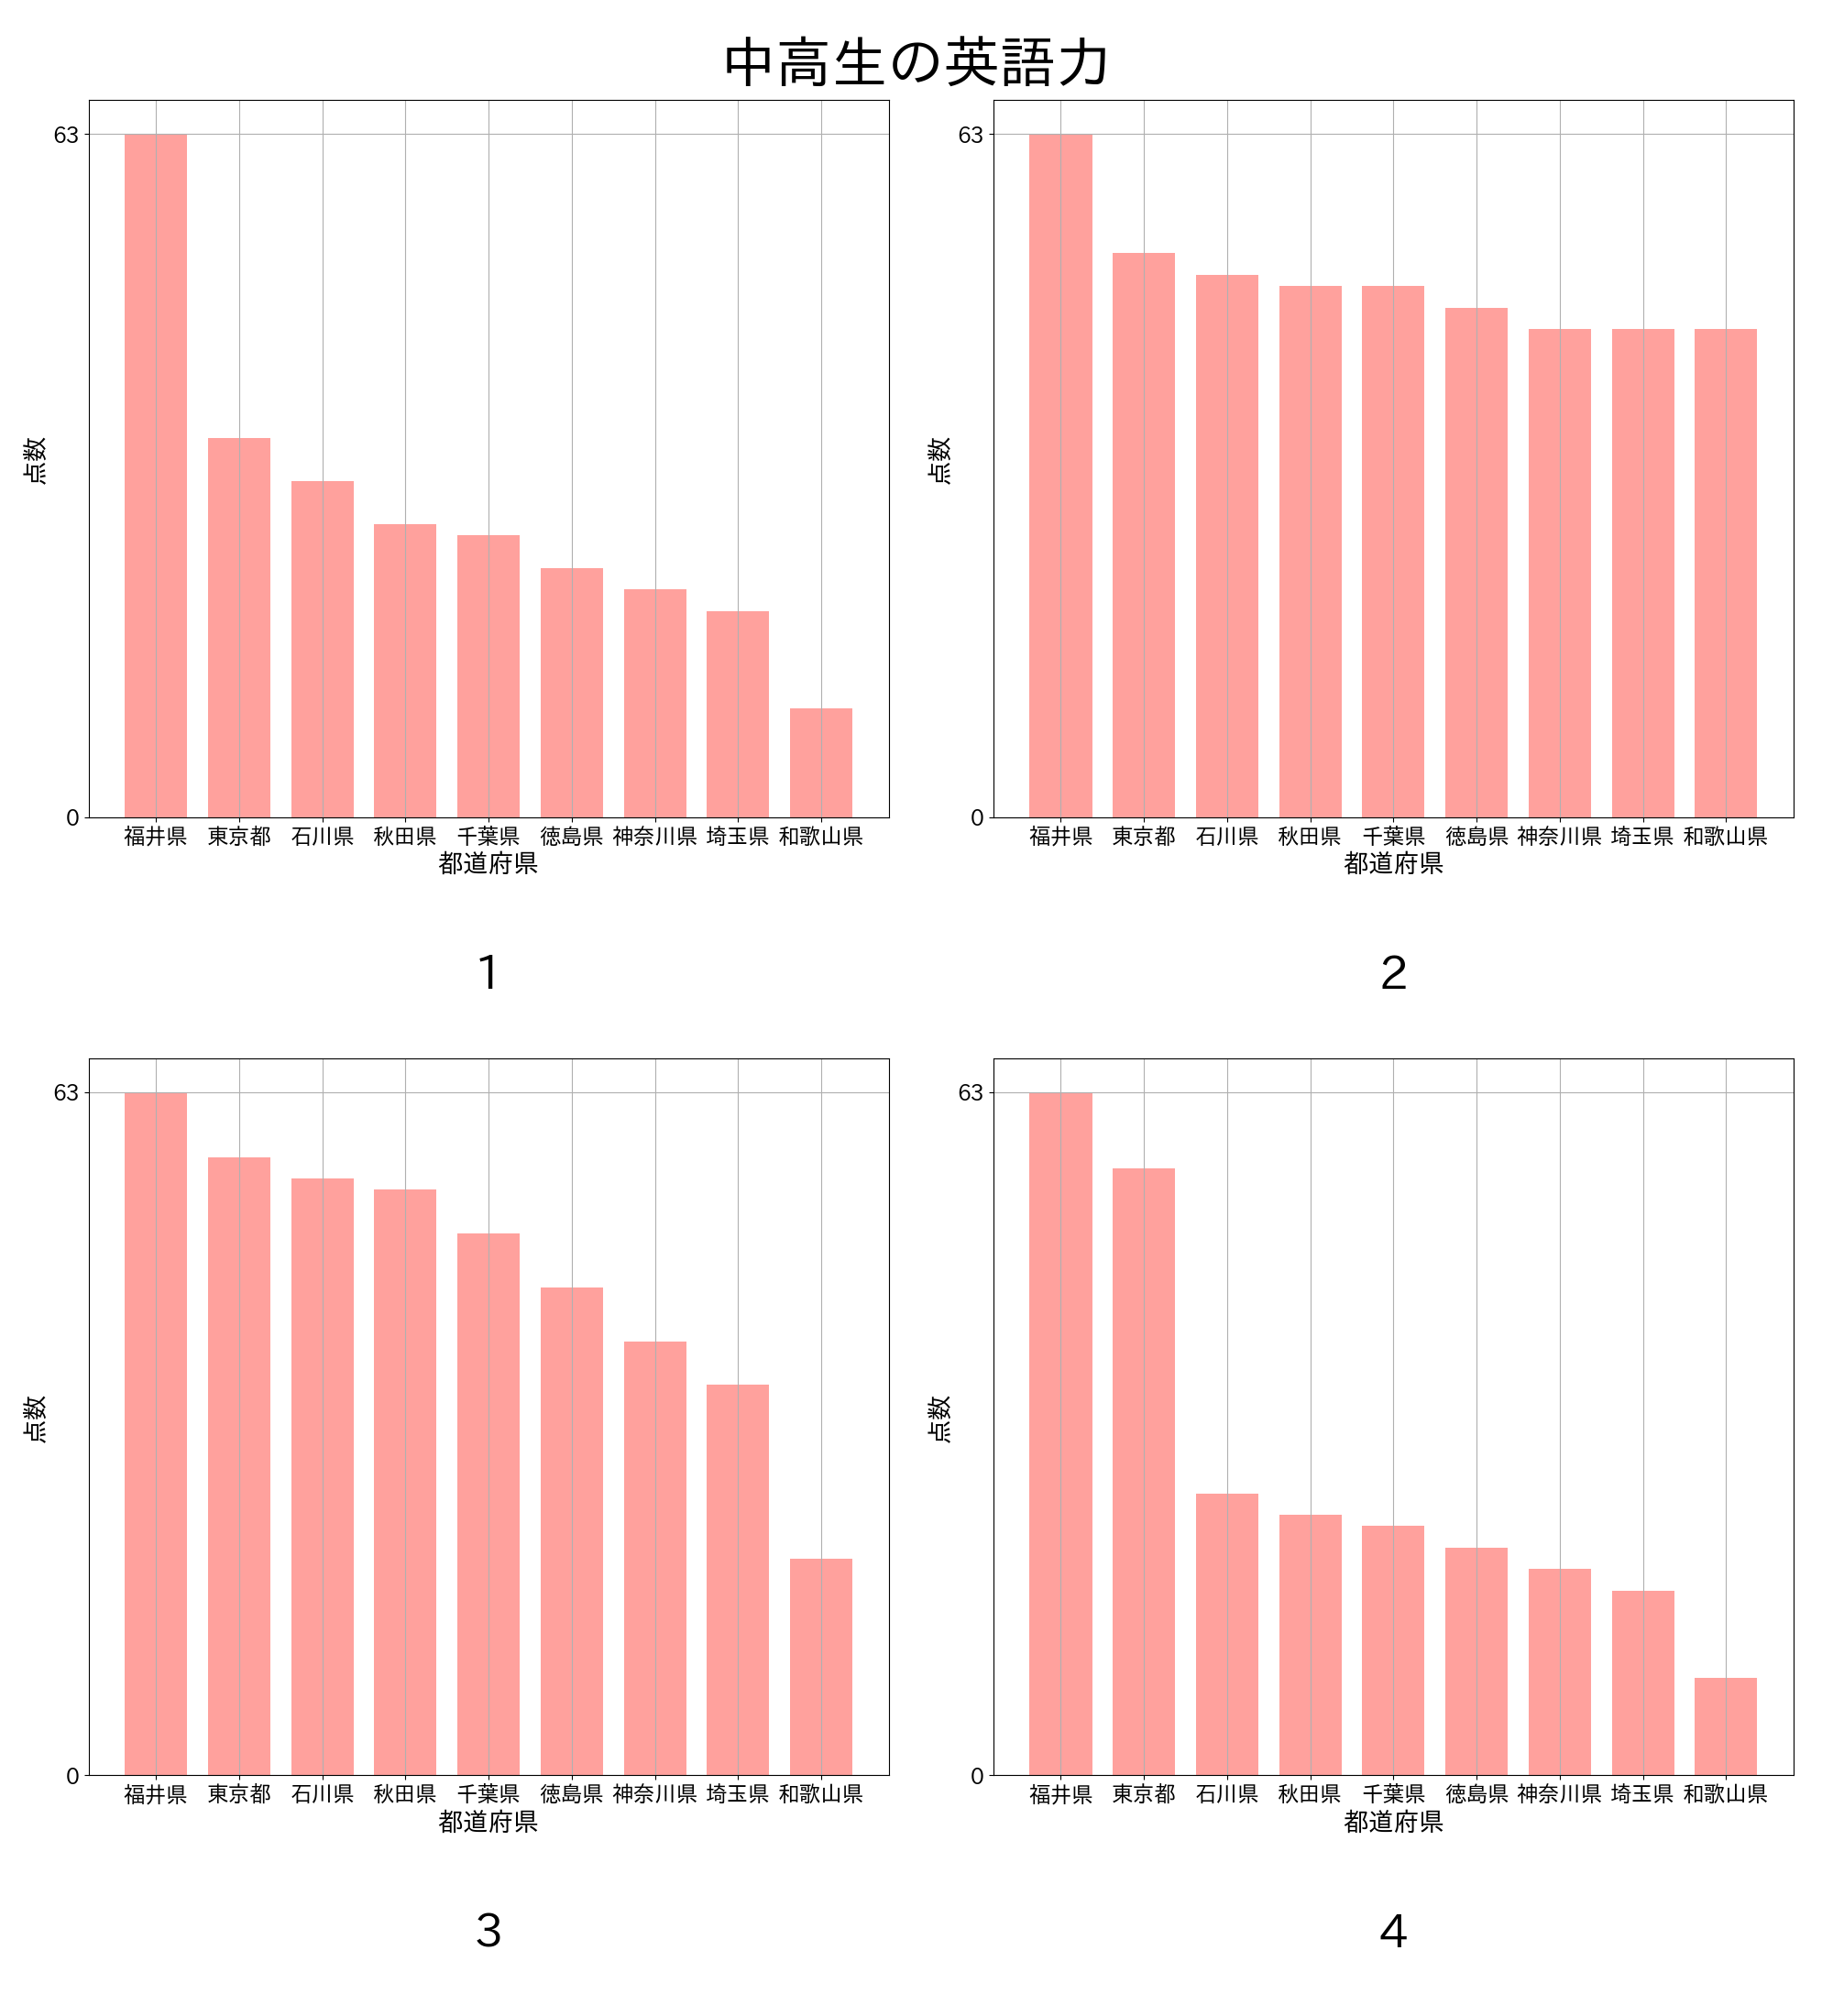 中高生の英語力
63
0
点数
福井県 東京都 石川県 秋田県 千葉県 徳島県 神奈川県 埼玉県 和歌山県
都道府県
1
63
0
点数
福井県 東京都 石川県 秋田県 千葉県 徳島県 神奈川県 埼玉県 和歌山県
都道府県
2
63
0
点数
福井県 東京都 石川県 秋田県 千葉県 徳島県 神奈川県 埼玉県 和歌山県
都道府県
3
63
0
点数
福井県 東京都 石川県 秋田県 千葉県 徳島県 神奈川県 埼玉県 和歌山県
都道府県
4